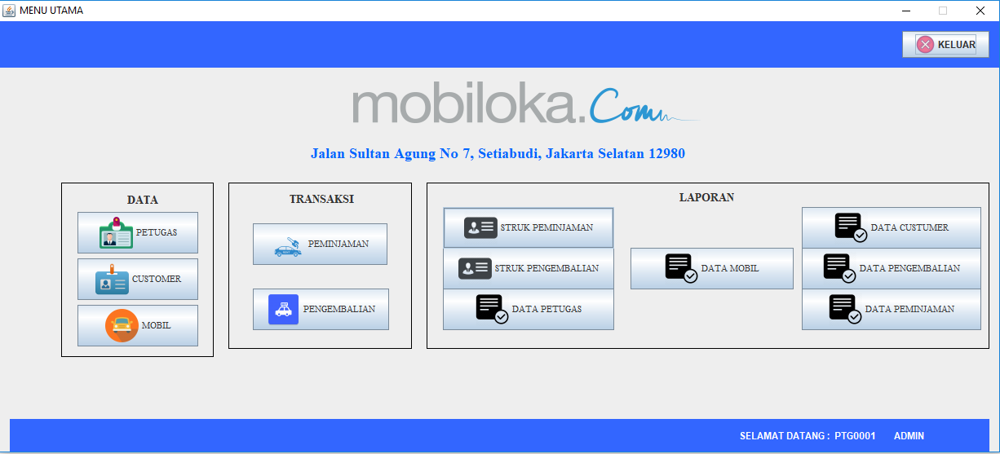 MENU UTAMA
KELUAR
mobiloka.Com
Jalan Sultan Agung No 7, Setiabudi, Jakarta Selatan 12980
DATA
PETUGAS
CUSTOMER
MOBIL
TRANSAKSI
PEMINJAMAN
PENGEMBALIAN
LAPORAN
STRUK PEMINJAMAN
STRUK PENGEMBALIAN
DATA PETUGAS
DATA MOBIL
DATA CUSTUMER
DATA PENGEMBALIAN
DATA PEMINJAMAN
SELAMAT DATANG : PTG0001 ADMIN